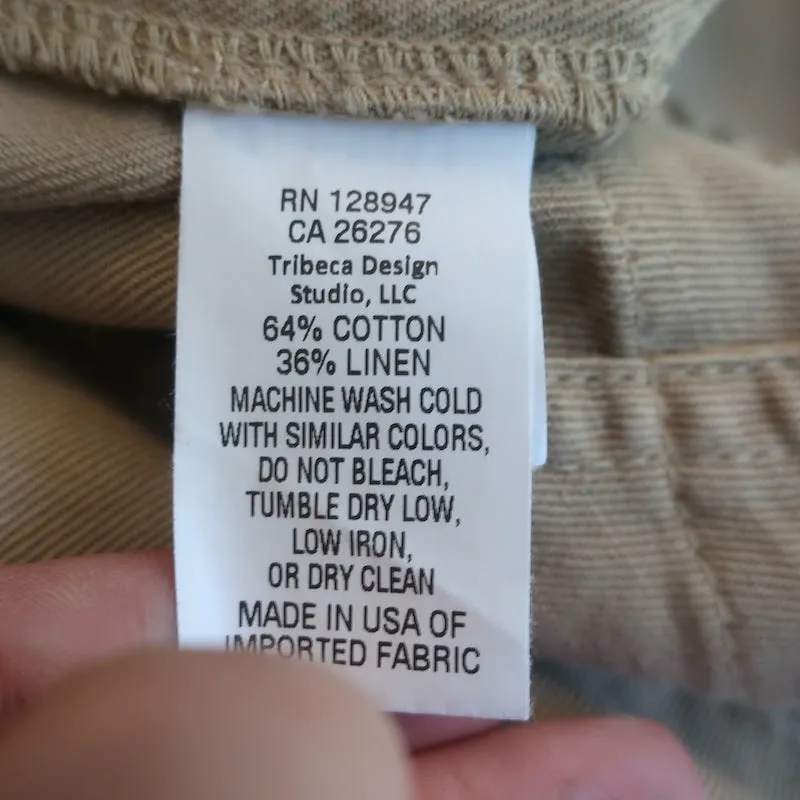 RN 128947
CA 26276
Tribeca Design
Studio, LLC
64% COTTON
36% LINEN
MACHINE WASH COLD
WITH SIMILAR COLORS,
DO NOT BLEACH,
TUMBLE DRY LOW,
LOW IRON,
OR DRY CLEAN
MADE IN USA OF
IMPORTED FABRIC